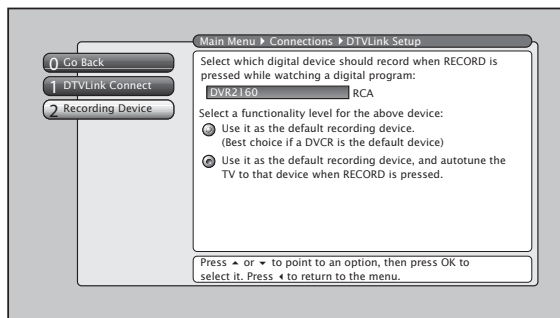 Main Menu ▶ Connections ▶ DTVLink Setup
0 Go Back
1 DTVLink Connect
2 Recording Device
Select which digital device should record when RECORD is
pressed while watching a digital program:
DVR2160 RCA
Select a functionality level for the above device:
Use it as the default recording device.
(Best choice if a DVCR is the default device)
Use it as the default recording device, and autotune the
TV to that device when RECORD is pressed.
Press ▲ or ▼ to point to an option, then press OK to
select it. Press ◀ to return to the menu.